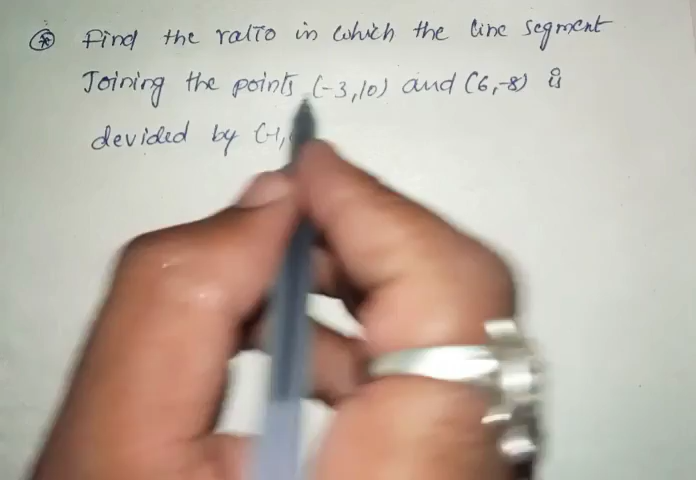 * Find the ratio in which the line segment
Joining the points (-3,10) and (6,-8) is
devided by (-1,